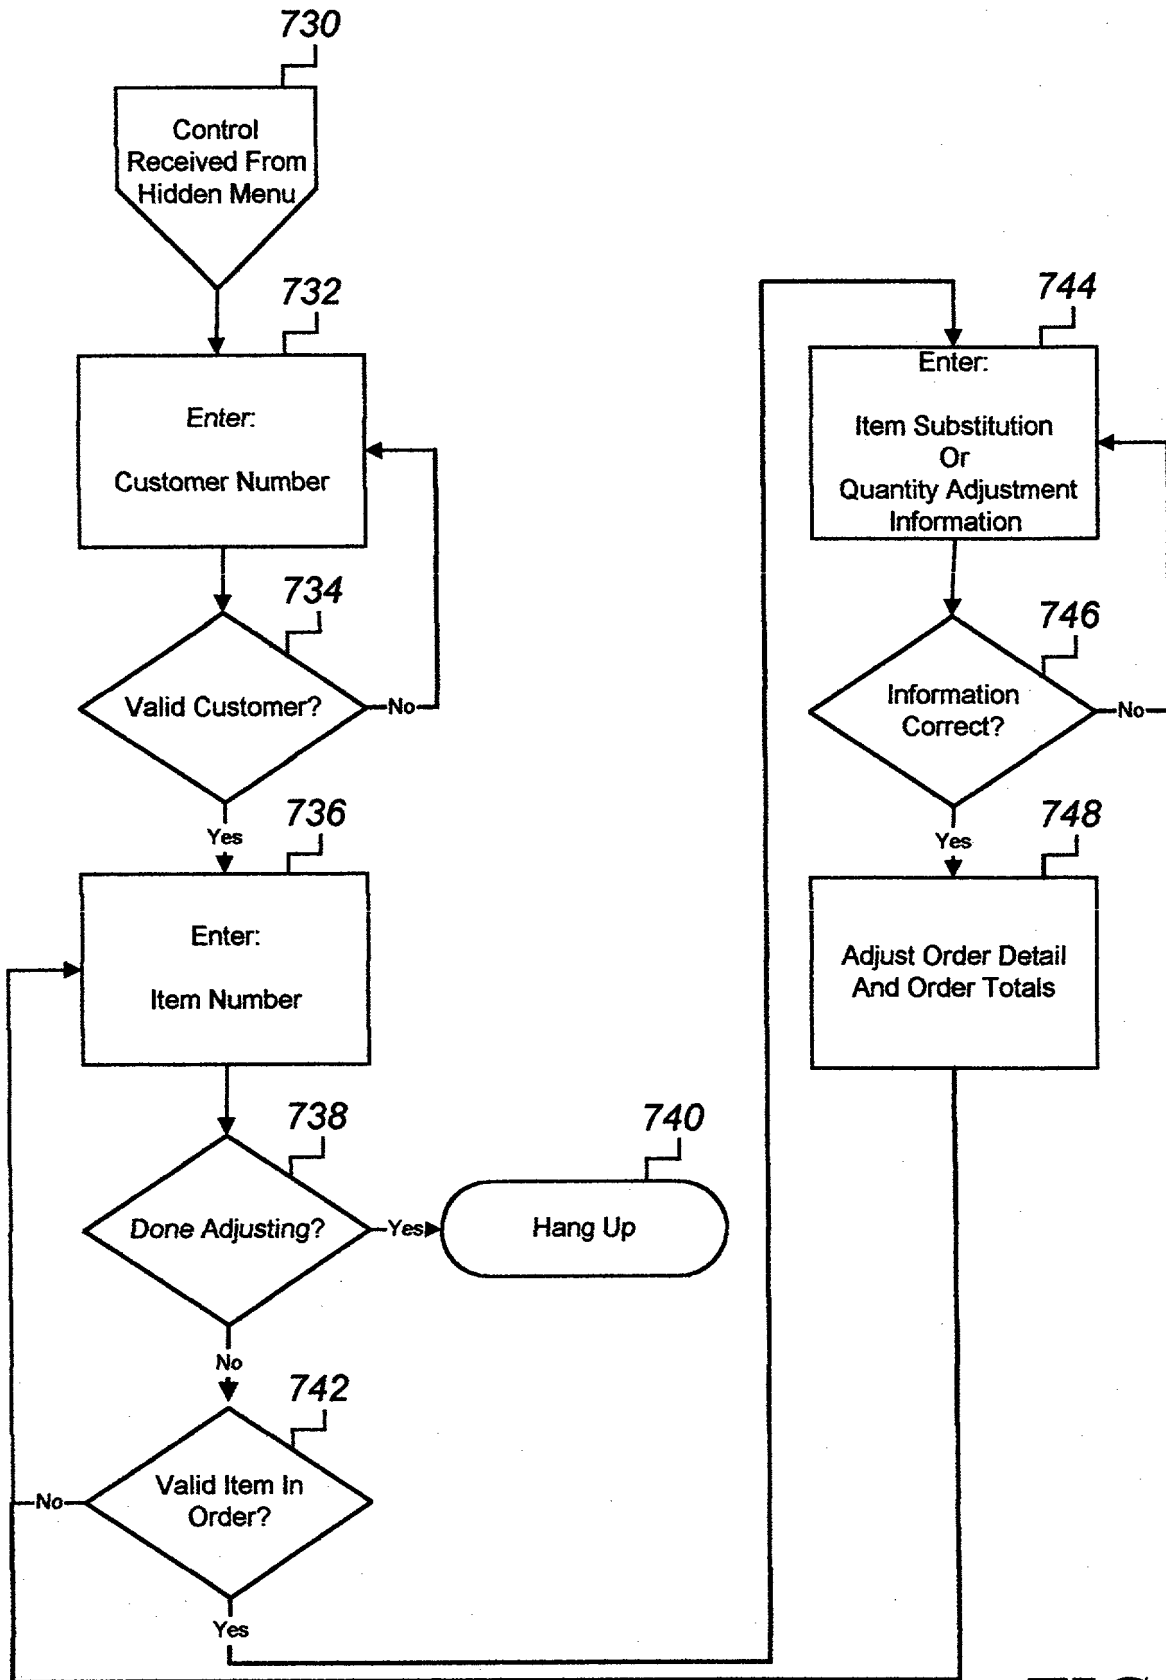 730
Control
Received From
Hidden Menu
732
Enter:
Customer Number
734
Valid Customer?
No
Yes
736
Enter:
Item Number
738
Done Adjusting?
Yes
740
Hang Up
No
742
Valid Item In
Order?
No
Yes
744
Enter:
Item Substitution
Or
Quantity Adjustment
Information
746
Information
Correct?
No
Yes
748
Adjust Order Detail
And Order Totals